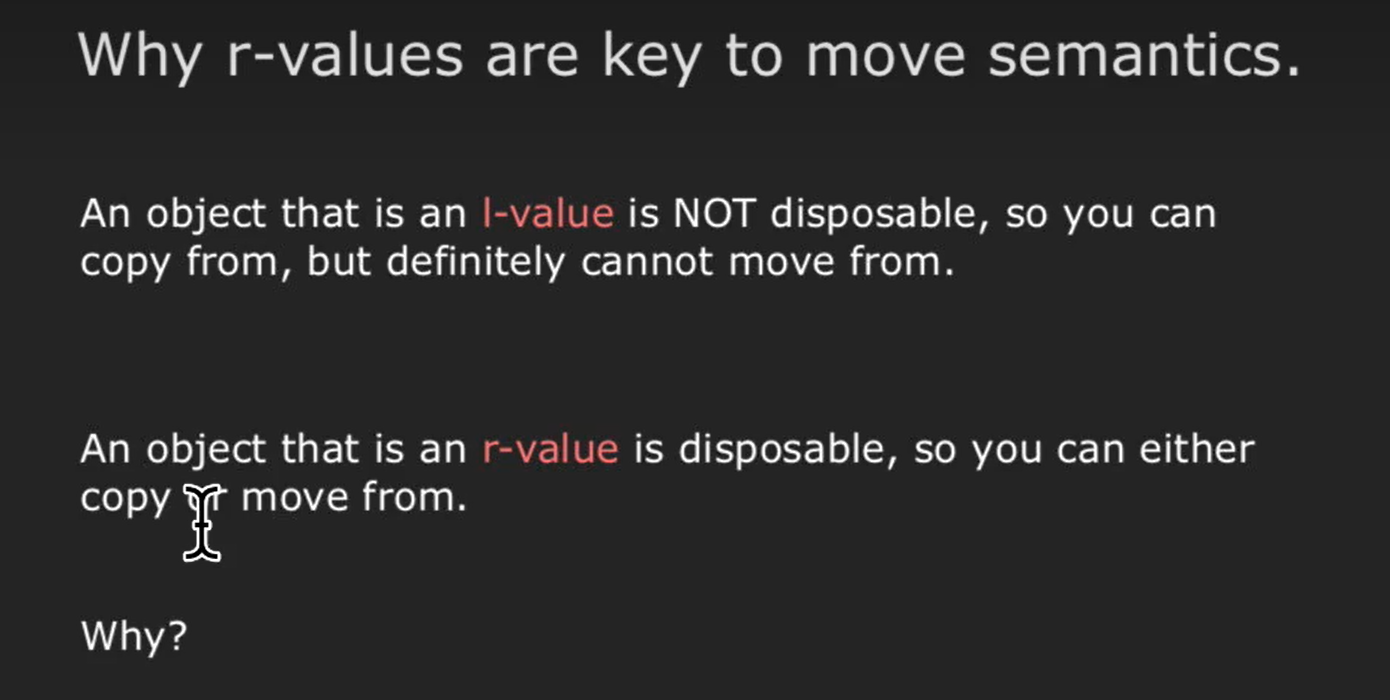 Why r-values are key to move semantics.
An object that is an l-value is NOT disposable, so you can
copy from, but definitely cannot move from.
An object that is an r-value is disposable, so you can either
copy or move from.
Why?